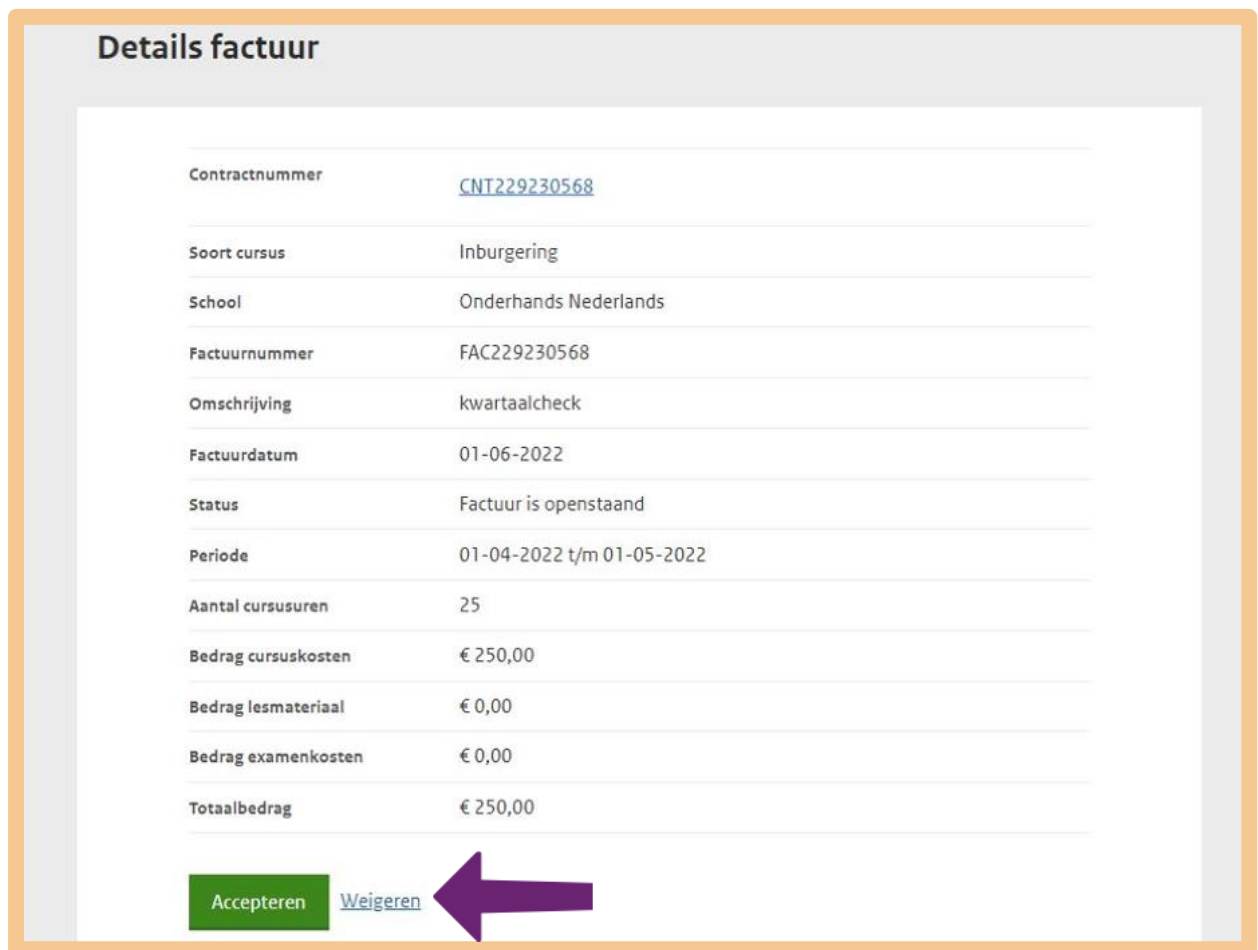 Details factuur
Contractnummer CNT229230568
Soort cursus Inburgering
School Onderhands Nederlands
Factuurnummer FAC229230568
Omschrijving kwartaalcheck
Factuurdatum 01-06-2022
Status Factuur is openstaand
Periode 01-04-2022 t/m 01-05-2022
Aantal cursusuren 25
Bedrag cursuskosten € 250,00
Bedrag lesmateriaal € 0,00
Bedrag examenkosten € 0,00
Totaalbedrag € 250,00
Accepteren Weigeren